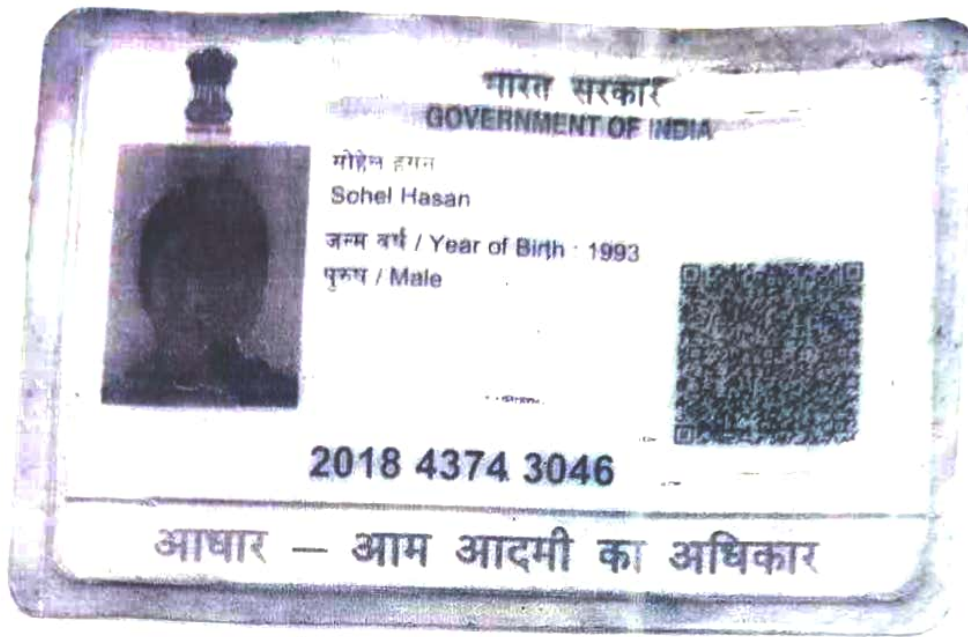 भारत सरकार
GOVERNMENT OF INDIA
Sohel Hasan
जन्म वर्ष / Year of Birth : 1993
पुरुष / Male
2018 4374 3046
आधार — आम आदमी का अधिकार